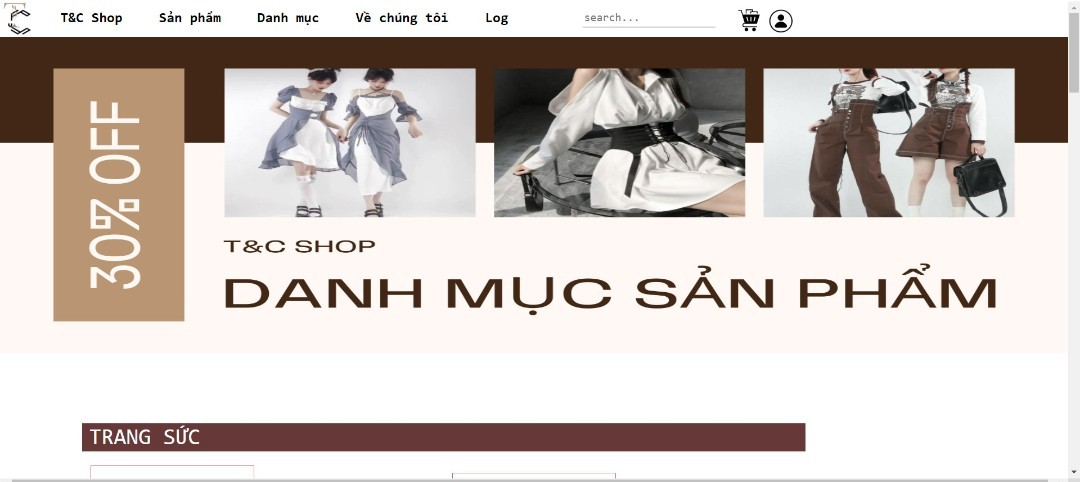 T&C Shop Sản phẩm Danh mục Về chúng tôi Log search...
30% OFF
T&C SHOP
DANH MỤC SẢN PHẨM
TRANG SỨC